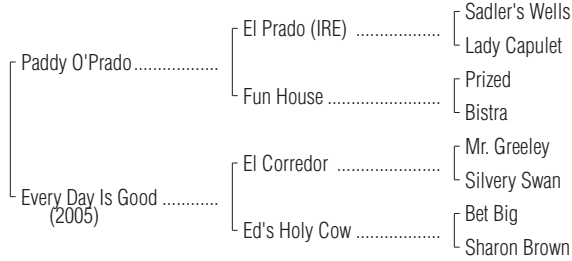 Sadler's Wells
El Prado (IRE) ...................
Lady Capulet
Paddy O'Prado...................
Prized
Fun House .........................
Bistra
Mr. Greeley
El Corredor .......................
Silvery Swan
Every Day Is Good ............
(2005)
Bet Big
Ed's Holy Cow ...................
Sharon Brown